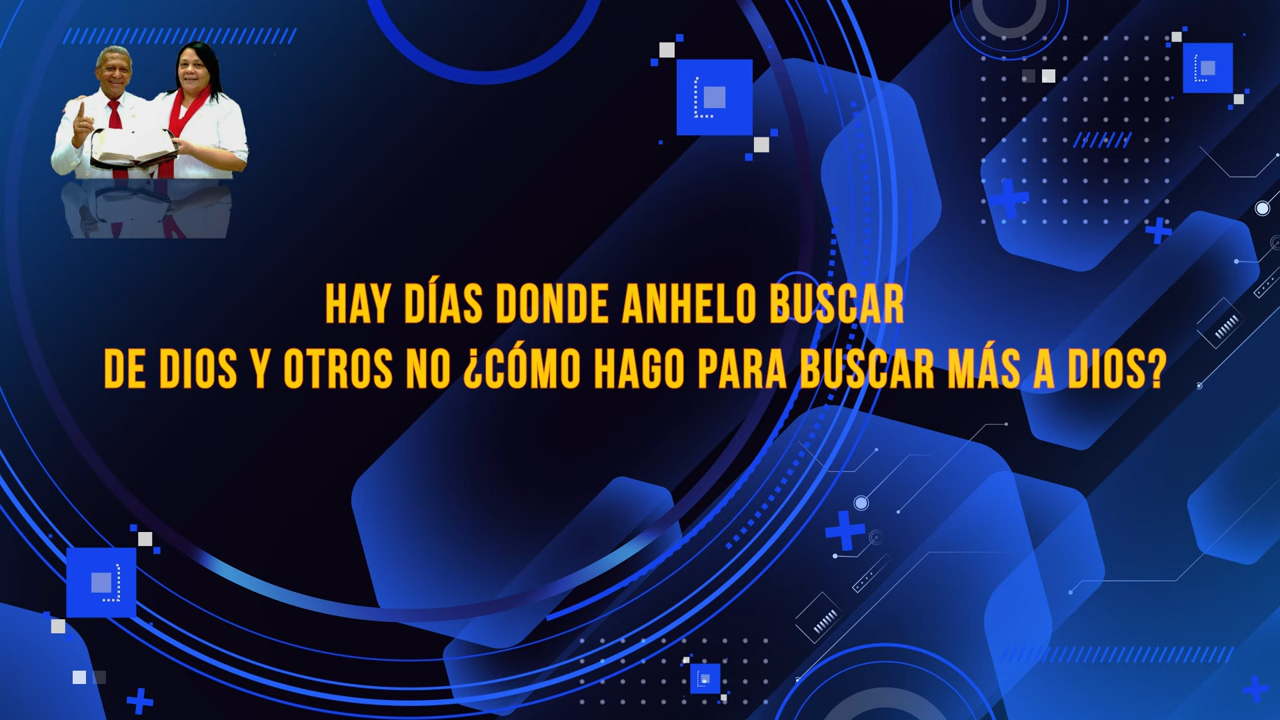 HAY DÍAS DONDE ANHELO BUSCAR
DE DIOS Y OTROS NO ¿CÓMO HAGO PARA BUSCAR MÁS A DIOS?